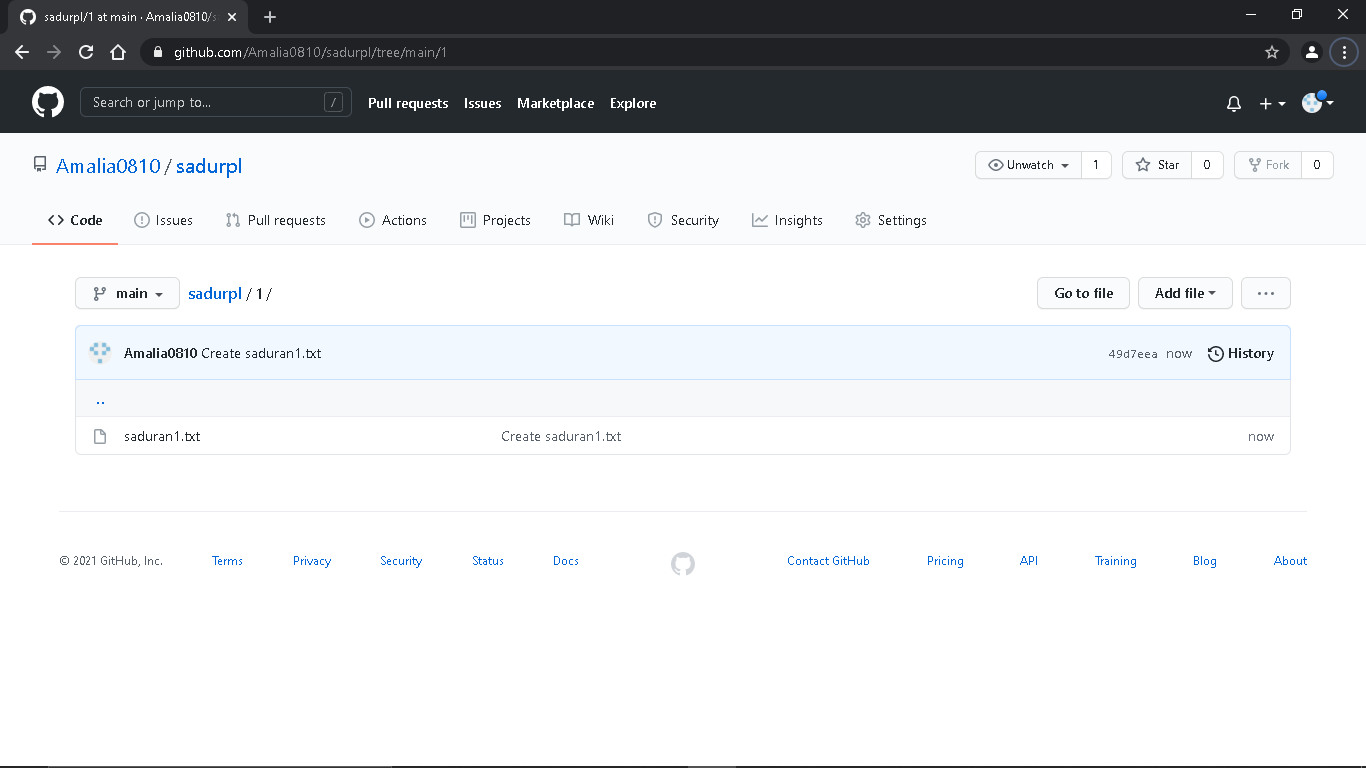 sadurpl/1 at main · Amalia0810/s
github.com/Amalia0810/sadurpl/tree/main/1
Search or jump to... / Pull requests Issues Marketplace Explore
Amalia0810 / sadurpl Unwatch 1 Star 0 Fork 0
Code Issues Pull requests Actions Projects Wiki Security Insights Settings
main sadurpl / 1 / Go to file Add file ...
Amalia0810 Create saduran1.txt 49d7eea now History
..
saduran1.txt Create saduran1.txt now
© 2021 GitHub, Inc. Terms Privacy Security Status Docs Contact GitHub Pricing API Training Blog About